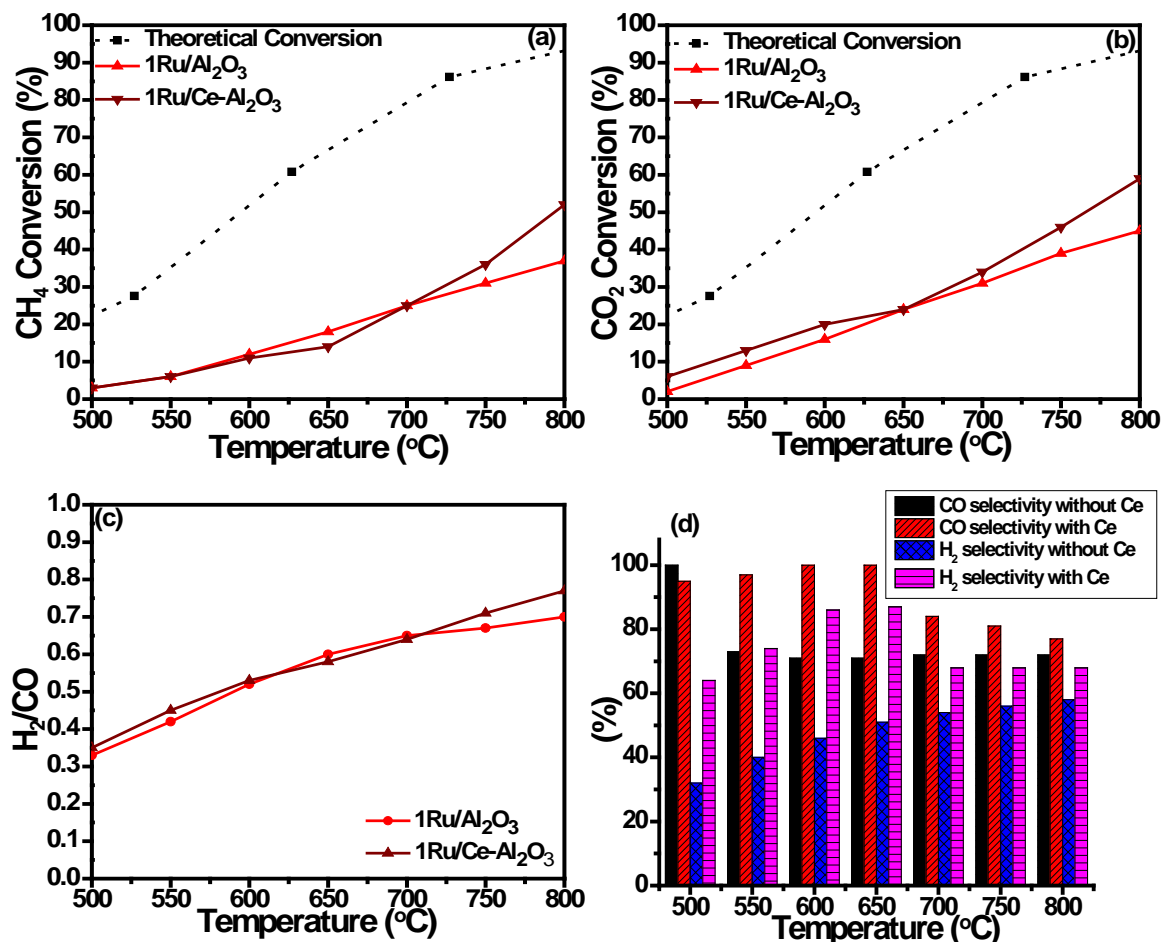 (a)
Theoretical Conversion
1Ru/Al₂O₃
1Ru/Ce-Al₂O₃
CH₄ Conversion (%)
100
90
80
70
60
50
40
30
20
10
0
500 550 600 650 700 750 800
Temperature (°C)
(b)
Theoretical Conversion
1Ru/Al₂O₃
1Ru/Ce-Al₂O₃
CO₂ Conversion (%)
100
90
80
70
60
50
40
30
20
10
0
500 550 600 650 700 750 800
Temperature (°C)
(c)
H₂/CO
1.0
0.9
0.8
0.7
0.6
0.5
0.4
0.3
0.2
0.1
0.0
1Ru/Al₂O₃
1Ru/Ce-Al₂O₃
500 550 600 650 700 750 800
Temperature (°C)
(d)
CO selectivity without Ce
CO selectivity with Ce
H₂ selectivity without Ce
H₂ selectivity with Ce
(%)
100
80
60
40
20
0
500 550 600 650 700 750 800
Temperature (°C)